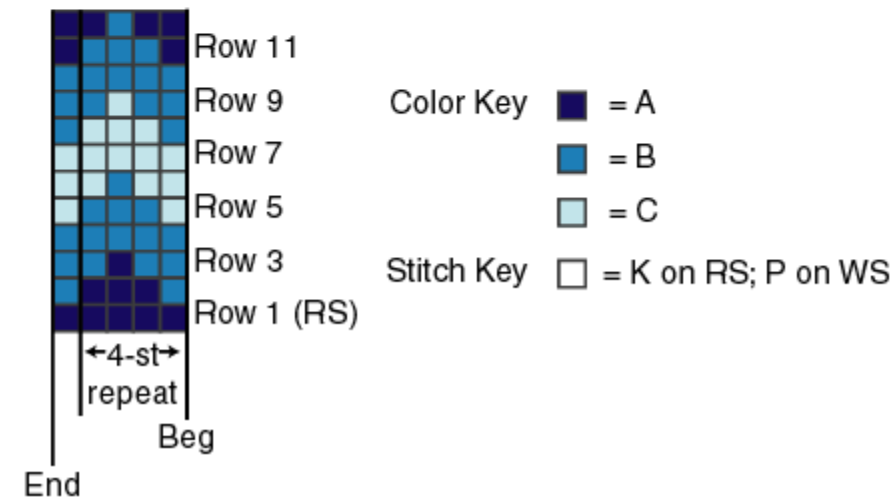 Row 11
Row 9
Row 7
Row 5
Row 3
Row 1 (RS)
←4-st→
repeat
Beg
End
Color Key
= A
= B
= C
Stitch Key
= K on RS; P on WS